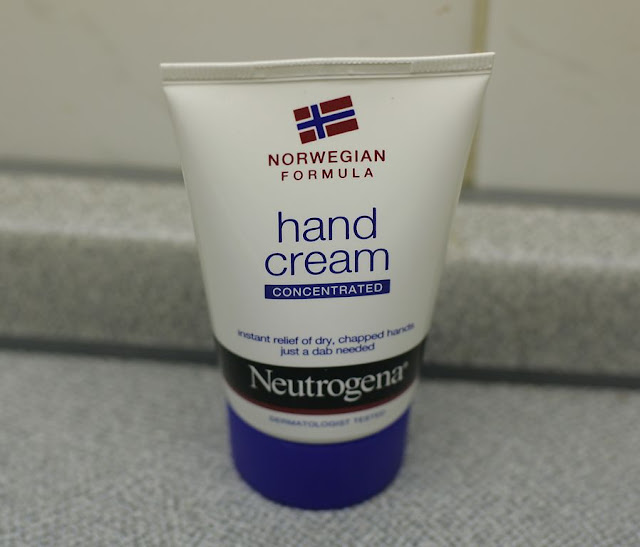 NORWEGIAN
FORMULA
hand
cream
CONCENTRATED
instant relief of dry, chapped hands
just a dab needed
Neutrogena®
DERMATOLOGIST TESTED